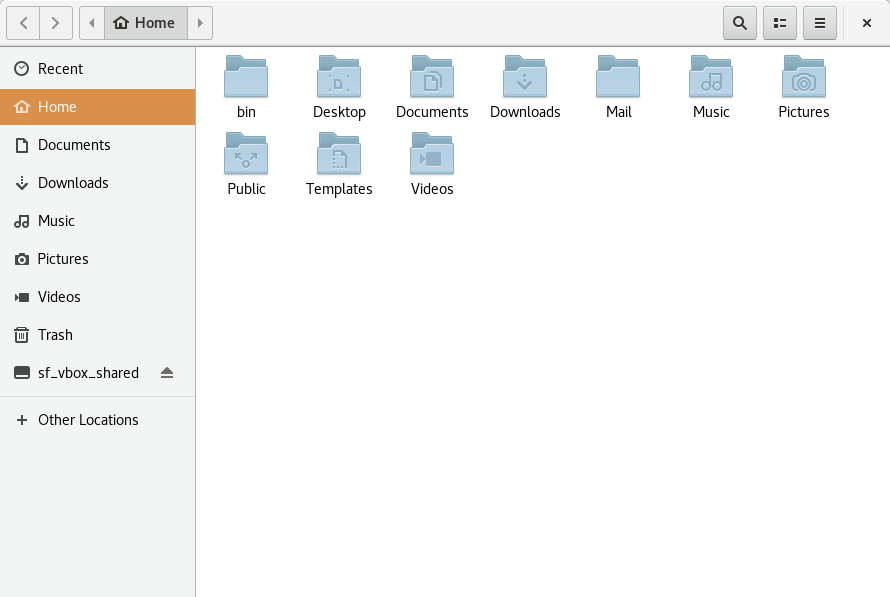 Home
Recent
Home
Documents
Downloads
Music
Pictures
Videos
Trash
sf_vbox_shared
Other Locations
bin Desktop Documents Downloads Mail Music Pictures
Public Templates Videos